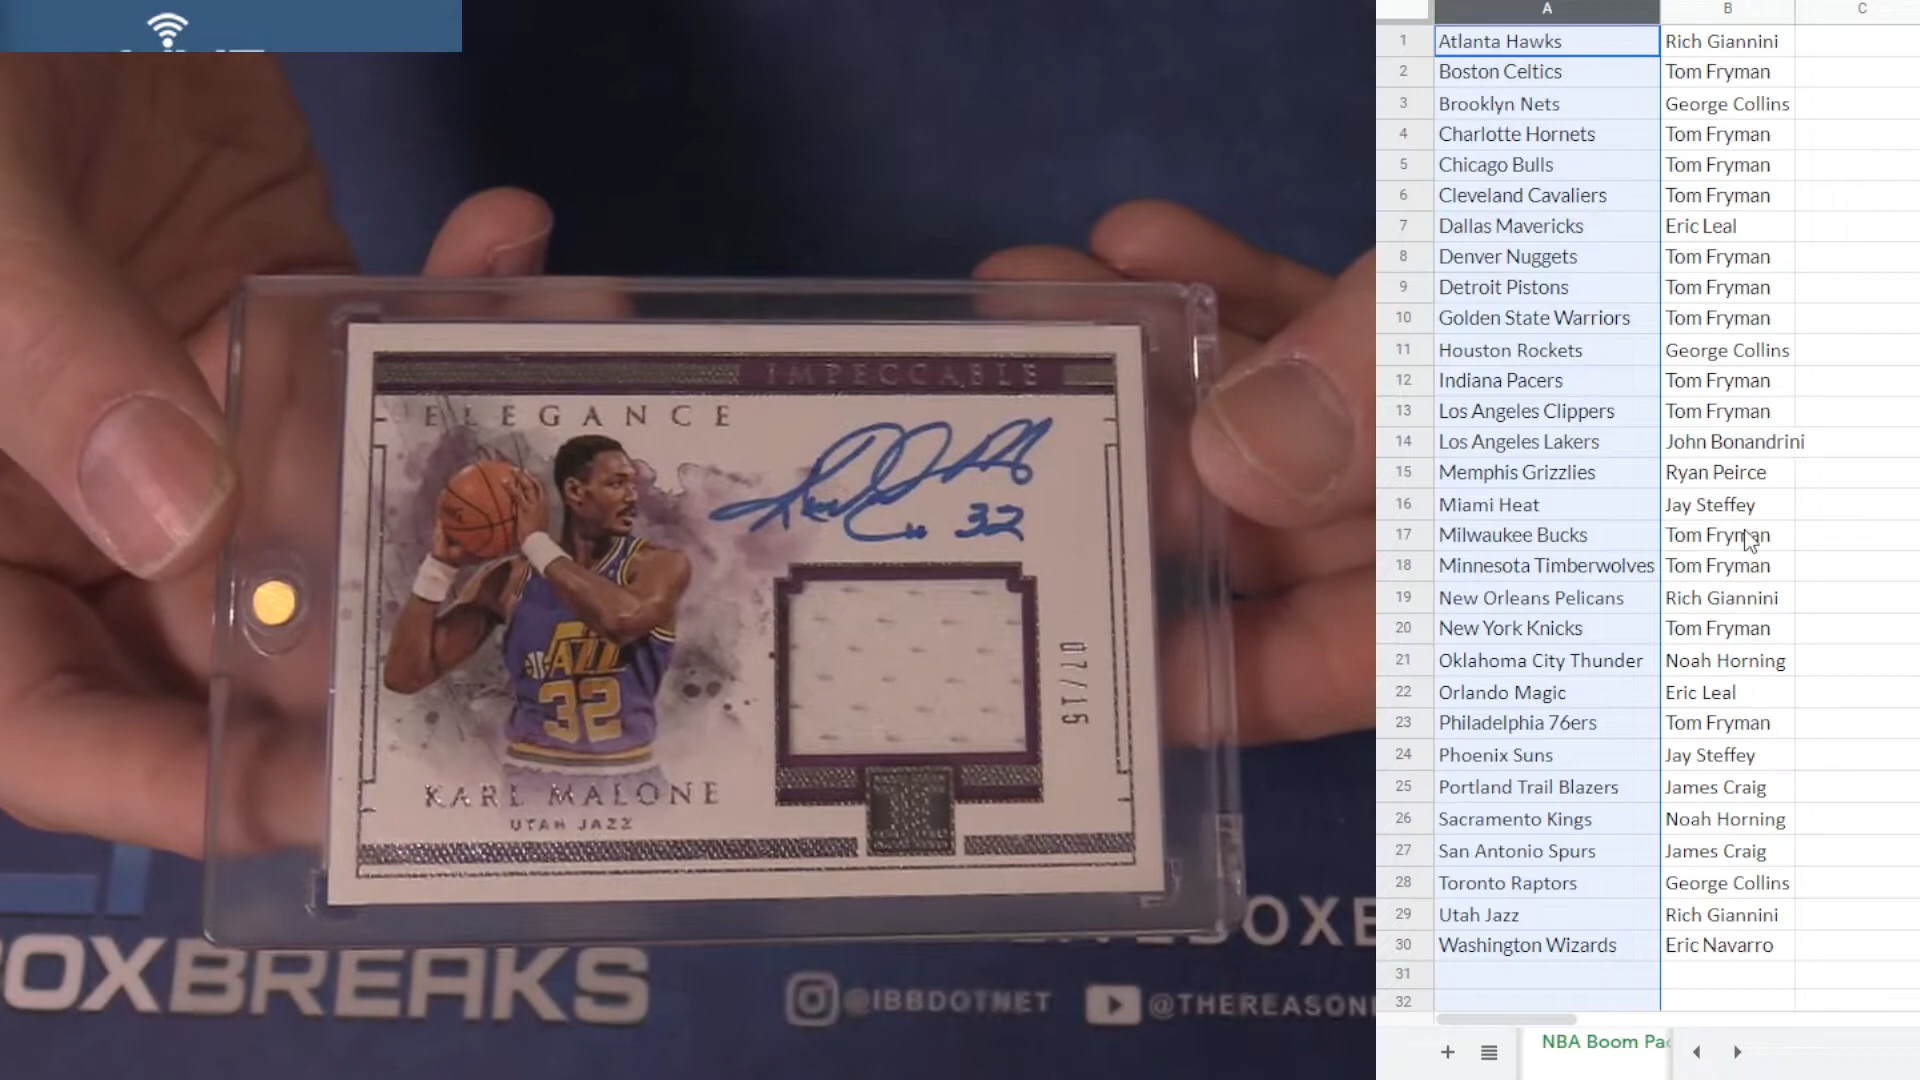 IMPECCABLE
ELEGANCE
32
JAZZ
32
07/16
KARL MALONE
UTAH JAZZ
OXBREAKS
@IBBDOTNET
@THEREASON
BOXB
A B C
1 Atlanta Hawks Rich Giannini
2 Boston Celtics Tom Fryman
3 Brooklyn Nets George Collins
4 Charlotte Hornets Tom Fryman
5 Chicago Bulls Tom Fryman
6 Cleveland Cavaliers Tom Fryman
7 Dallas Mavericks Eric Leal
8 Denver Nuggets Tom Fryman
9 Detroit Pistons Tom Fryman
10 Golden State Warriors Tom Fryman
11 Houston Rockets George Collins
12 Indiana Pacers Tom Fryman
13 Los Angeles Clippers Tom Fryman
14 Los Angeles Lakers John Bonandrini
15 Memphis Grizzlies Ryan Peirce
16 Miami Heat Jay Steffey
17 Milwaukee Bucks Tom Fryman
18 Minnesota Timberwolves Tom Fryman
19 New Orleans Pelicans Rich Giannini
20 New York Knicks Tom Fryman
21 Oklahoma City Thunder Noah Horning
22 Orlando Magic Eric Leal
23 Philadelphia 76ers Tom Fryman
24 Phoenix Suns Jay Steffey
25 Portland Trail Blazers James Craig
26 Sacramento Kings Noah Horning
27 San Antonio Spurs James Craig
28 Toronto Raptors George Collins
29 Utah Jazz Rich Giannini
30 Washington Wizards Eric Navarro
31
32
NBA Boom Pac